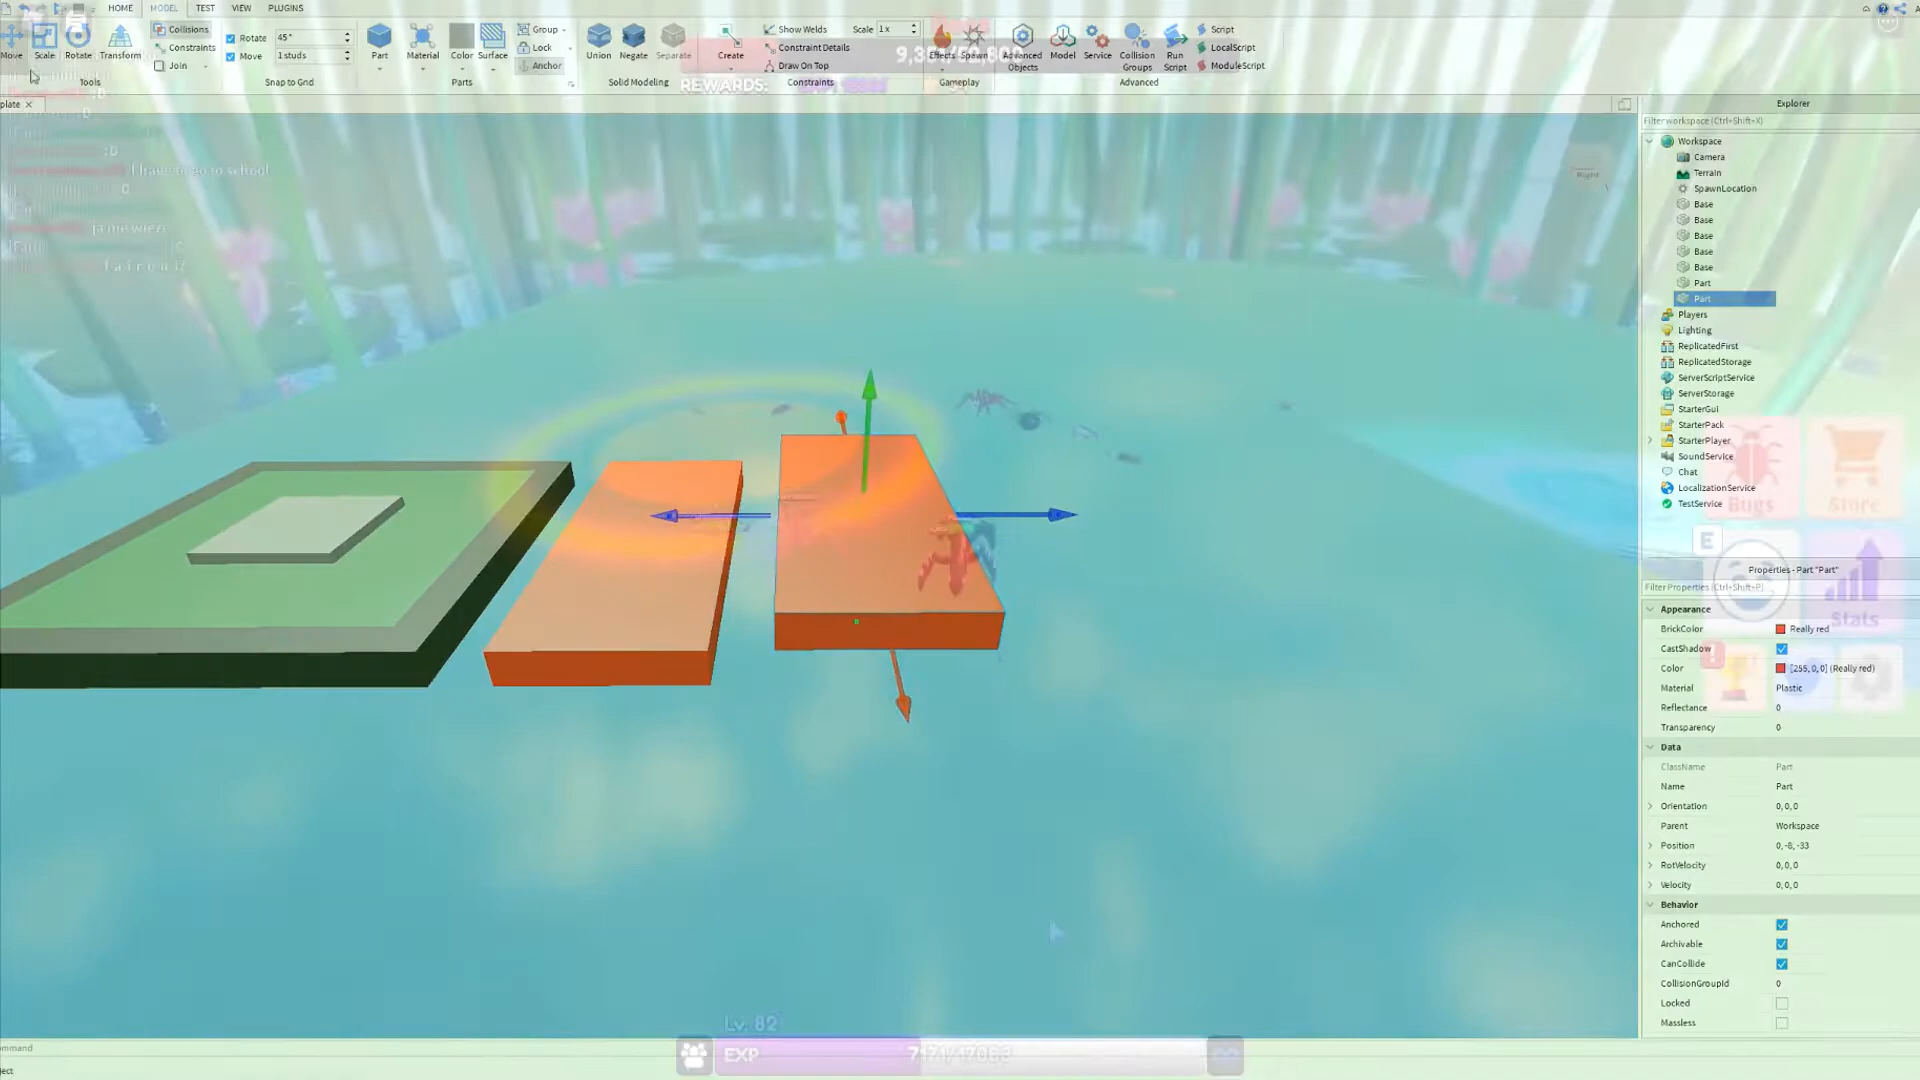 HOME MODEL TEST VIEW PLUGINS
Move Scale Rotate Transform
Collisions
Constraints
Join
Tools
Rotate 45°
Move 1 studs
Snap to Grid
Part Material Color Surface
Group
Lock
Anchor
Parts
Union Negate Separate
Solid Modeling
REWARDS:
Create
Show Welds Scale 1x
Constraint Details
Draw On Top
Constraints
Effects Spawn
Gameplay
Advanced Objects
Model Service
Collision Groups
Run Script
Script
LocalScript
ModuleScript
Advanced
plate
:D
I have to go to school
Right
Explorer
Filter workspace (Ctrl+Shift+X)
Workspace
Camera
Terrain
SpawnLocation
Base
Base
Base
Base
Base
Part
Part
Players
Lighting
ReplicatedFirst
ReplicatedStorage
ServerScriptService
ServerStorage
StarterGui
StarterPack
StarterPlayer
SoundService
Chat
LocalizationService
TestService
Bugs Store
E
Stats
Properties - Part "Part"
Filter Properties (Ctrl+Shift+P)
Appearance
BrickColor Really red
CastShadow
Color [255, 0, 0] (Really red)
Material Plastic
Reflectance 0
Transparency 0
Data
ClassName Part
Name Part
Orientation 0, 0, 0
Parent Workspace
Position 0, -8, -33
RotVelocity 0, 0, 0
Velocity 0, 0, 0
Behavior
Anchored
Archivable
CanCollide
CollisionGroupId 0
Locked
Massless
Lv. 82
EXP
ommand
ject